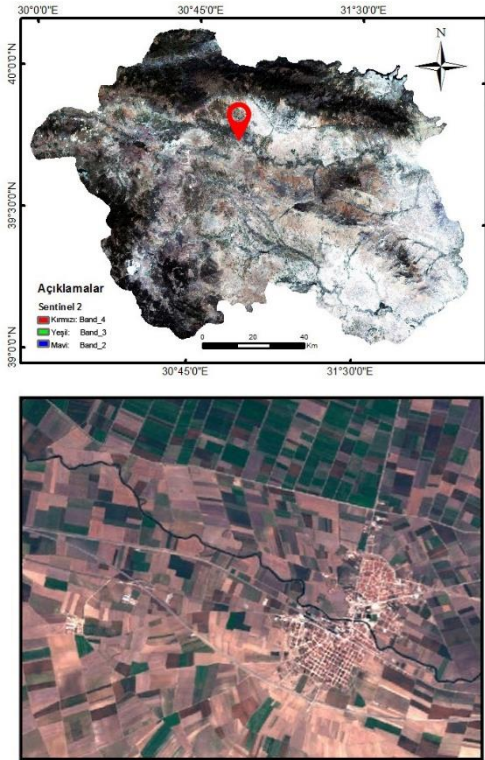 30°0'0"E 30°45'0"E 31°30'0"E
N
40°0'0"N
39°30'0"N
39°0'0"N
Açıklamalar
Sentinel 2
Kırmızı: Band_4
Yeşil: Band_3
Mavi: Band_2
0 20 40
Km
30°45'0"E 31°30'0"E